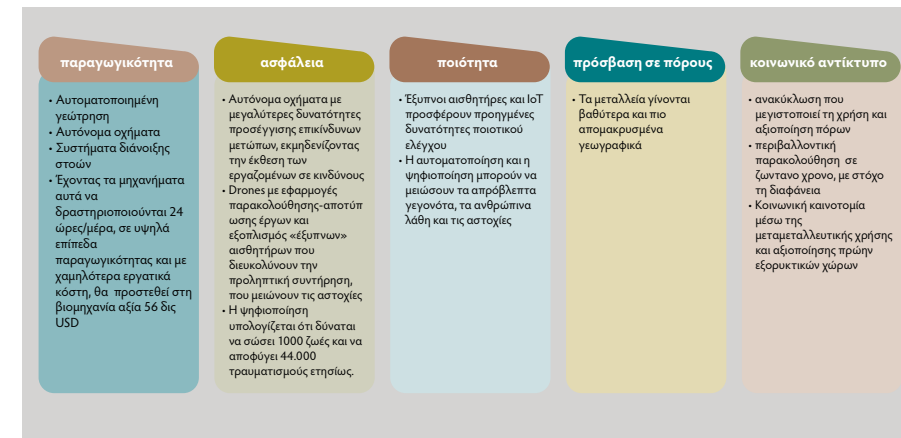 παραγωγικότητα
• Αυτοματοποιημένη
γεώτρηση
• Αυτόνομα οχήματα
• Συστήματα διάνοιξης
στοών
• Έχοντας τα μηχανήματα
αυτά να
δραστηριοποιούνται 24
ώρες/μέρα, σε υψηλά
επίπεδα
παραγωγικότητας και με
χαμηλότερα εργατικά
κόστη, θα προστεθεί στη
βιομηχανία αξία 56 δις
USD
ασφάλεια
• Αυτόνομα οχήματα με
μεγαλύτερες δυνατότητες
προσέγγισης επικίνδυνων
μετώπων, εκμηδενίζοντας
την έκθεση των
εργαζομένων σε κινδύνους
• Drones με εφαρμογές
παρακολούθησης-αποτύπ
ωσης έργων και
εξοπλισμός «έξυπνων»
αισθητήρων που
διευκολύνουν την
προληπτική συντήρηση,
που μειώνουν τις αστοχίες
• Η ψηφιοποίηση
υπολογίζεται ότι δύναται
να σώσει 1000 ζωές και να
αποφύγει 44.000
τραυματισμούς ετησίως.
ποιότητα
• Έξυπνοι αισθητήρες και IoT
προσφέρουν προηγμένες
δυνατότητες ποιοτικού
ελέγχου
• Η αυτοματοποίηση και η
ψηφιοποίηση μπορούν να
μειώσουν τα απρόβλεπτα
γεγονότα, τα ανθρώπινα
λάθη και τις αστοχίες
πρόσβαση σε πόρους
• Τα μεταλλεία γίνονται
βαθύτερα και πιο
απομακρυσμένα
γεωγραφικά
κοινωνικό αντίκτυπο
• ανακύκλωση που
μεγιστοποιεί τη χρήση και
αξιοποίηση πόρων
• περιβαλλοντική
παρακολούθηση σε
ζωντανο χρονο, με στόχο
τη διαφάνεια
• Κοινωνική καινοτομία
μέσω της
μεταμεταλλευτικής χρήσης
και αξιοποίησης πρώην
εξορυκτικών χώρων